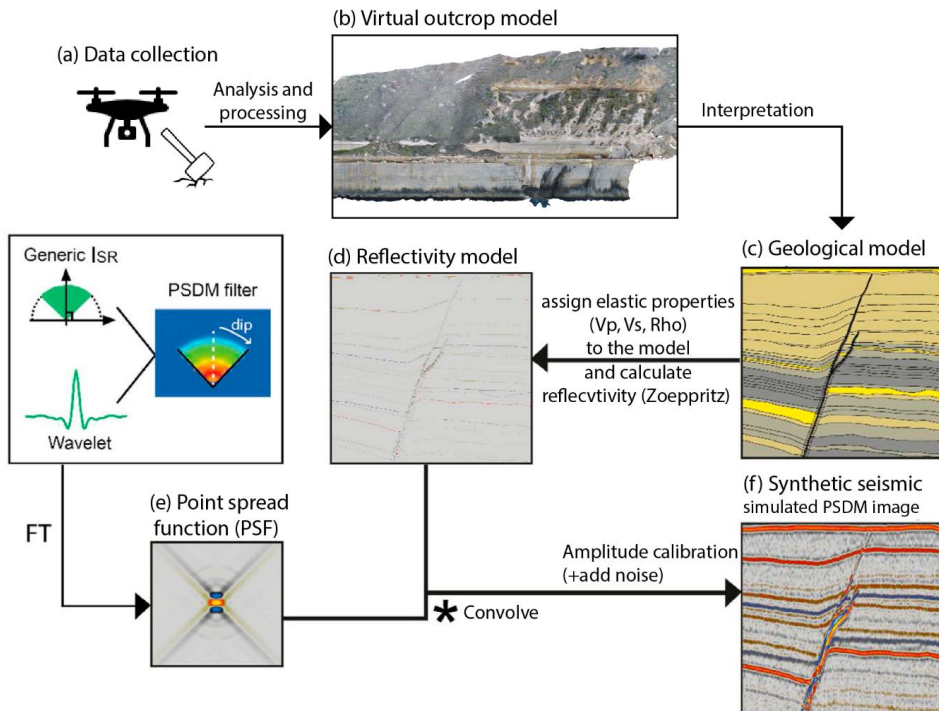 (b) Virtual outcrop model
(a) Data collection
Analysis and
processing
Interpretation
Generic ISR
PSDM filter
dip
Wavelet
(d) Reflectivity model
(c) Geological model
assign elastic properties
(Vp, Vs, Rho)
to the model
and calculate
reflecvtivity (Zoeppritz)
FT
(e) Point spread
function (PSF)
(f) Synthetic seismic
simulated PSDM image
Amplitude calibration
(+add noise)
* Convolve